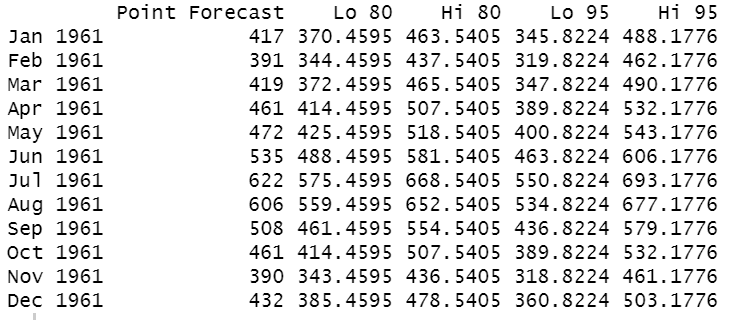 Point Forecast Lo 80 Hi 80 Lo 95 Hi 95
Jan 1961 417 370.4595 463.5405 345.8224 488.1776
Feb 1961 391 344.4595 437.5405 319.8224 462.1776
Mar 1961 419 372.4595 465.5405 347.8224 490.1776
Apr 1961 461 414.4595 507.5405 389.8224 532.1776
May 1961 472 425.4595 518.5405 400.8224 543.1776
Jun 1961 535 488.4595 581.5405 463.8224 606.1776
Jul 1961 622 575.4595 668.5405 550.8224 693.1776
Aug 1961 606 559.4595 652.5405 534.8224 677.1776
Sep 1961 508 461.4595 554.5405 436.8224 579.1776
Oct 1961 461 414.4595 507.5405 389.8224 532.1776
Nov 1961 390 343.4595 436.5405 318.8224 461.1776
Dec 1961 432 385.4595 478.5405 360.8224 503.1776